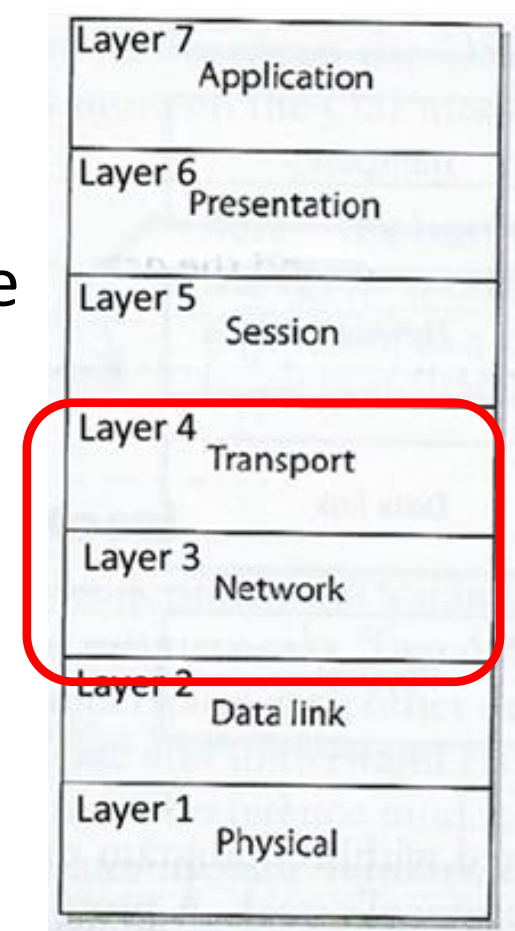 Layer 7
Application
Layer 6
Presentation
e
Layer 5
Session
Layer 4
Transport
Layer 3
Network
Layer 2
Data link
Layer 1
Physical